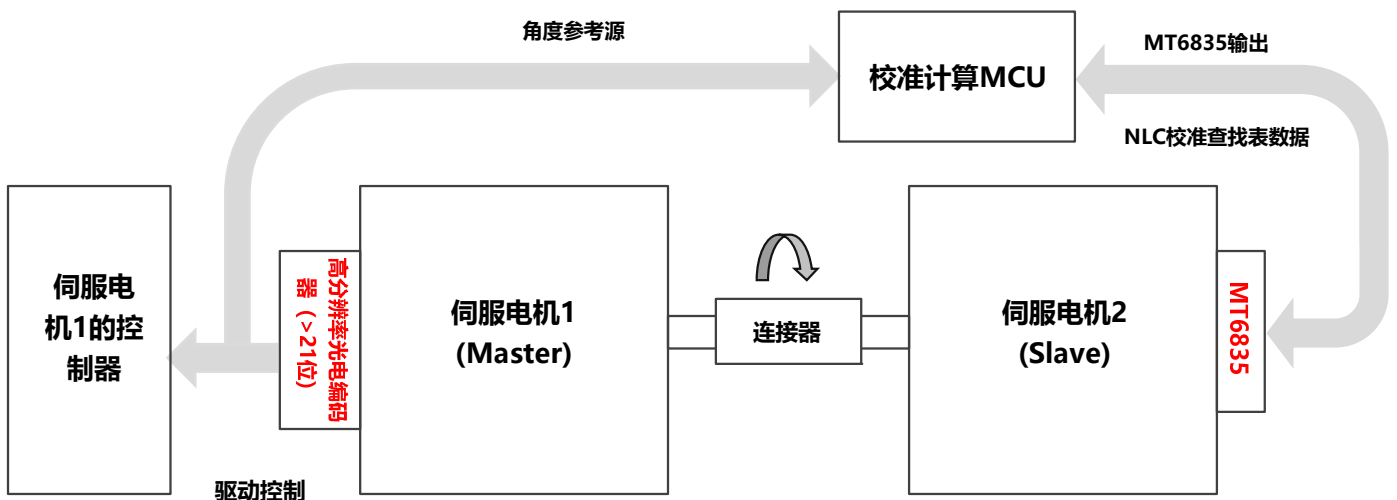 角度参考源
MT6835输出
校准计算MCU
NLC校准查找表数据
伺服电
机1的控
制器
高分辨率光电编码
器（>21位）
伺服电机1
(Master)
连接器
伺服电机2
(Slave)
MT6835
驱动控制